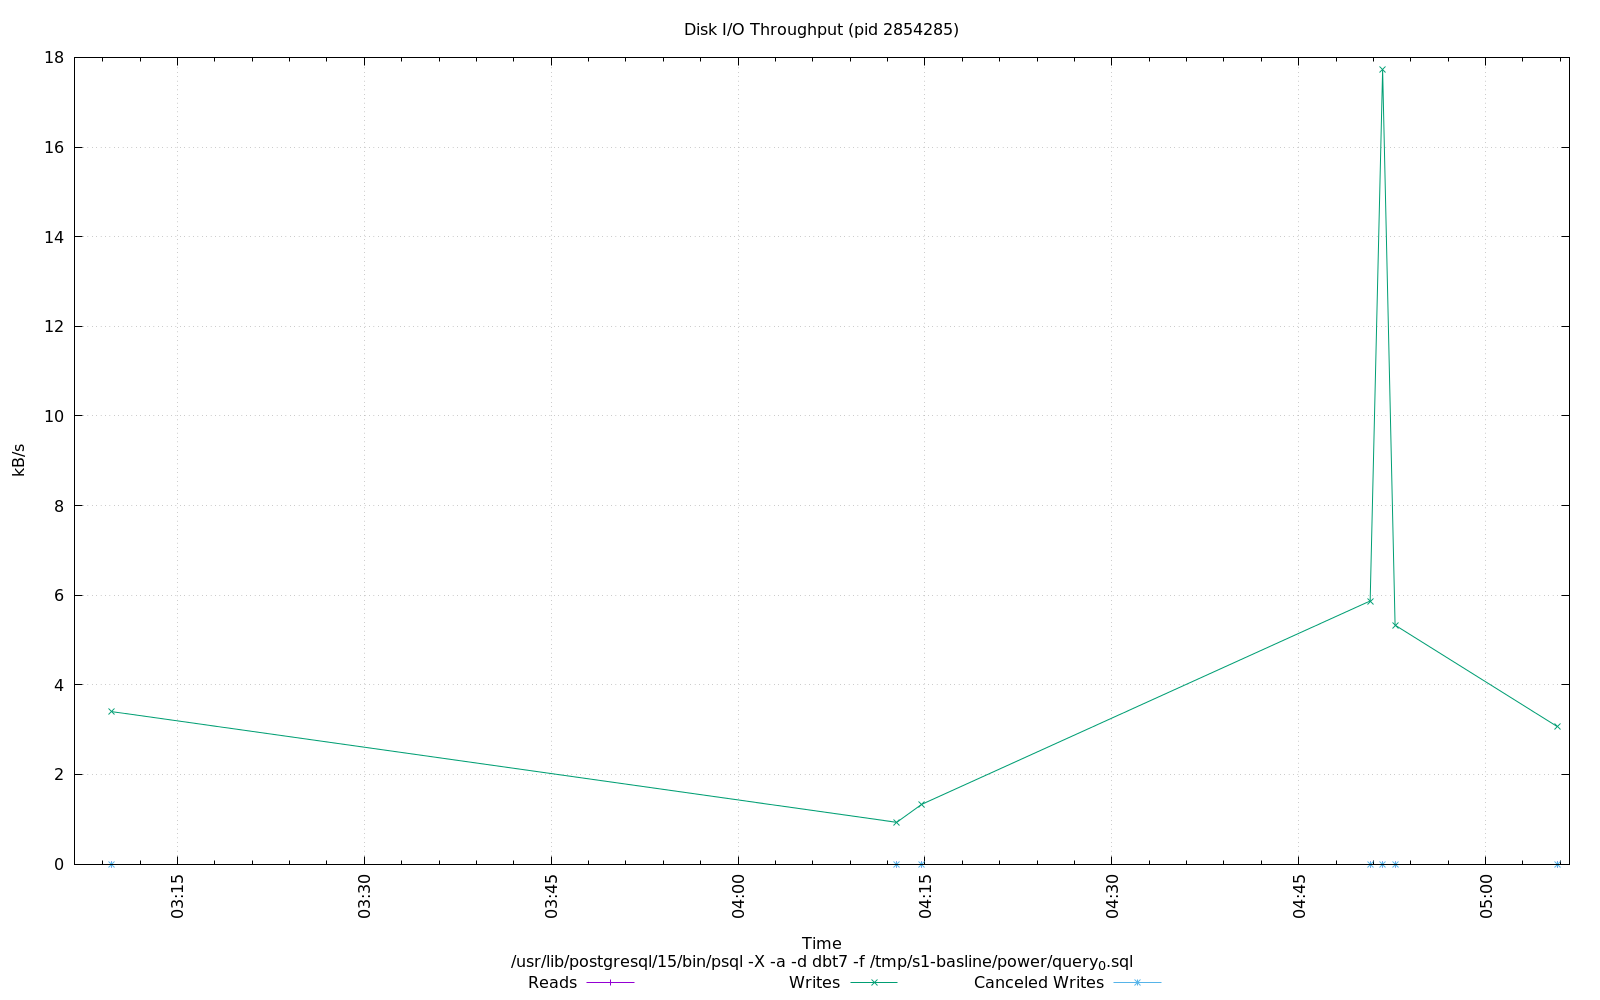 Disk I/O Throughput (pid 2854285)
18
16
14
12
10
8
6
4
2
0
kB/s
03:15
03:30
03:45
04:00
04:15
04:30
04:45
05:00
Time
/usr/lib/postgresql/15/bin/psql -X -a -d dbt7 -f /tmp/s1-basline/power/query₀.sql
Reads
Writes
Canceled Writes